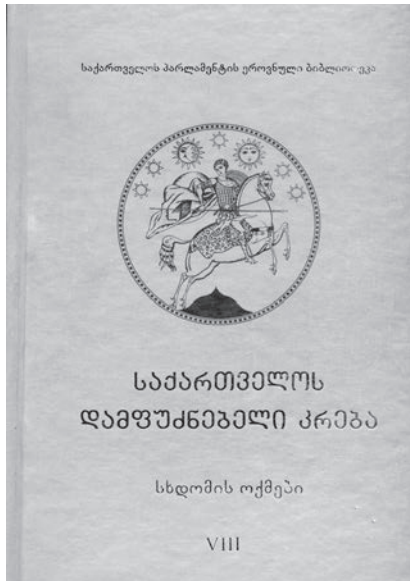 საქართველოს პარლამენტის ეროვნული ბიბლიოთეკა
საქართველოს
დამფუძნებელი კრება
სხდომის ოქმები
VIII